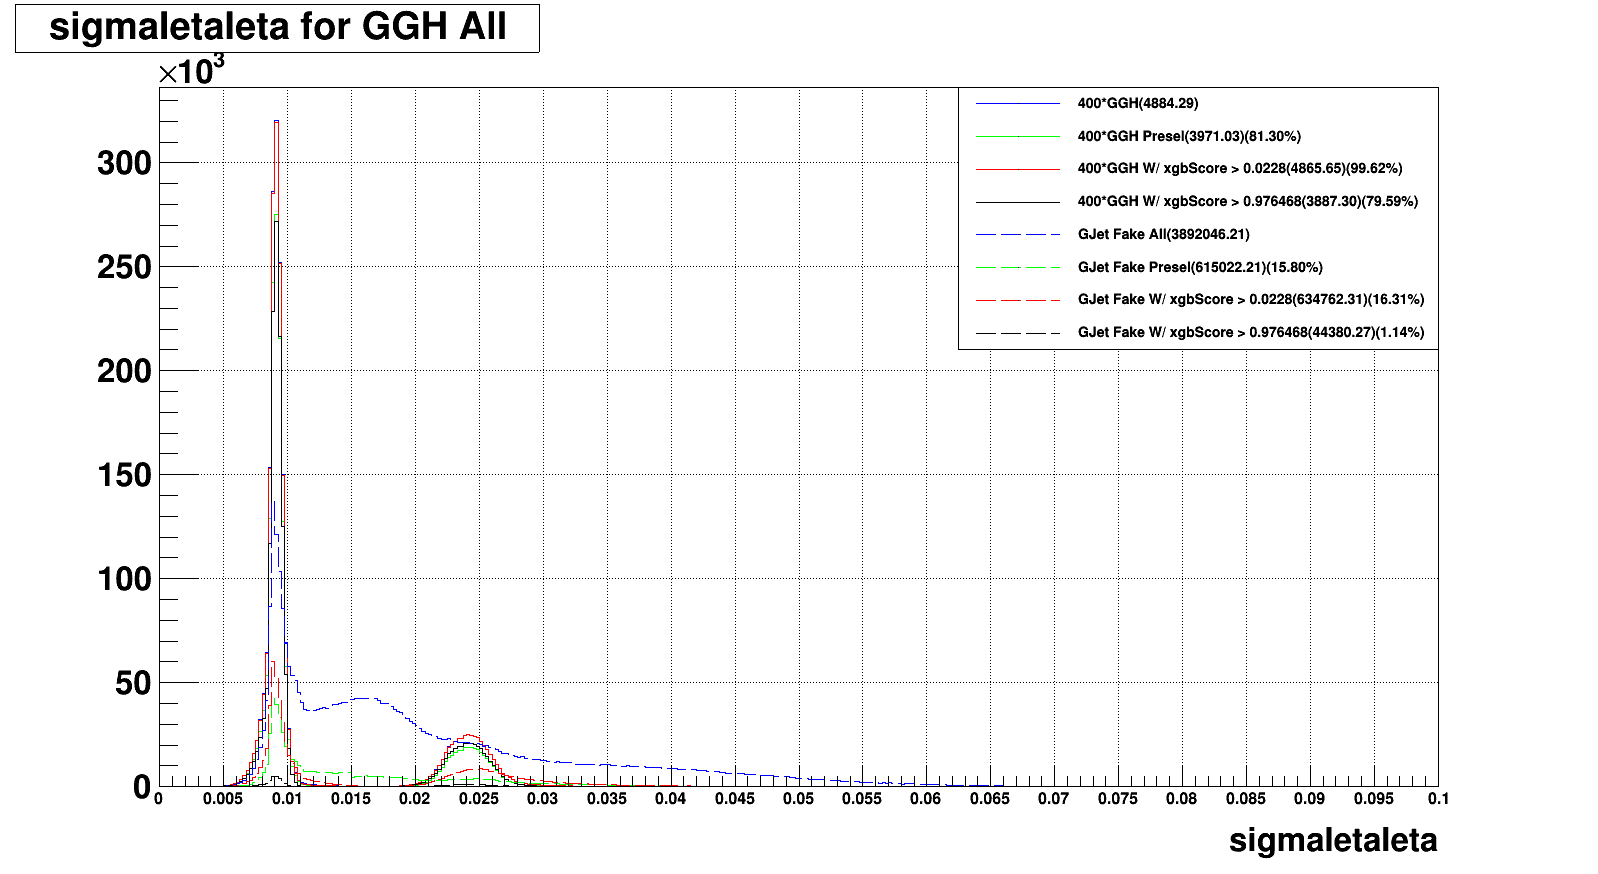 sigmaIetaIeta for GGH All
×10³
300
250
200
150
100
50
0
0 0.005 0.01 0.015 0.02 0.025 0.03 0.035 0.04 0.045 0.05 0.055 0.06 0.065 0.07 0.075 0.08 0.085 0.09 0.095 0.1
sigmaIetaIeta
400*GGH(4884.29)
400*GGH Presel(3971.03)(81.30%)
400*GGH W/ xgbScore > 0.0228(4865.65)(99.62%)
400*GGH W/ xgbScore > 0.976468(3887.30)(79.59%)
GJet Fake All(3892046.21)
GJet Fake Presel(615022.21)(15.80%)
GJet Fake W/ xgbScore > 0.0228(634762.31)(16.31%)
GJet Fake W/ xgbScore > 0.976468(44380.27)(1.14%)